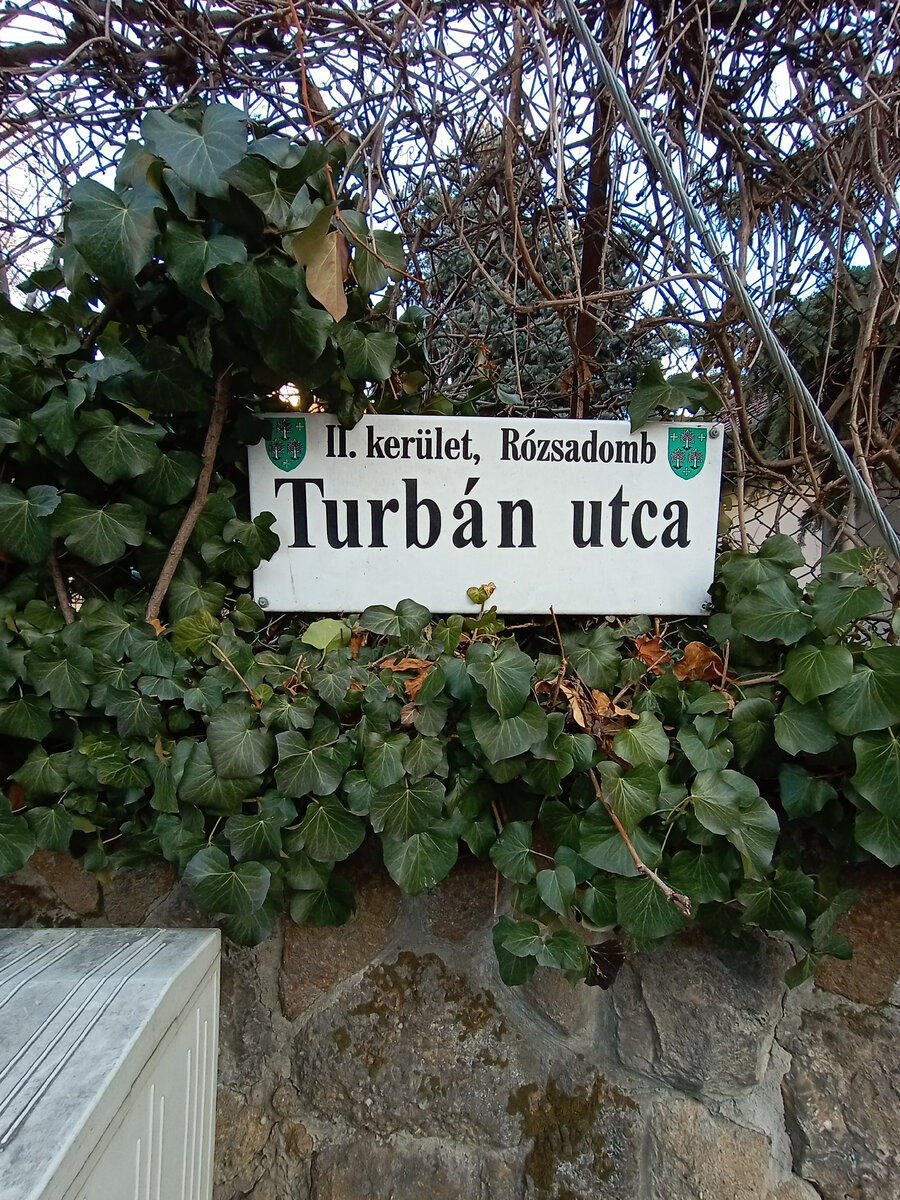 II. kerület, Rózsadomb
Turbán utca